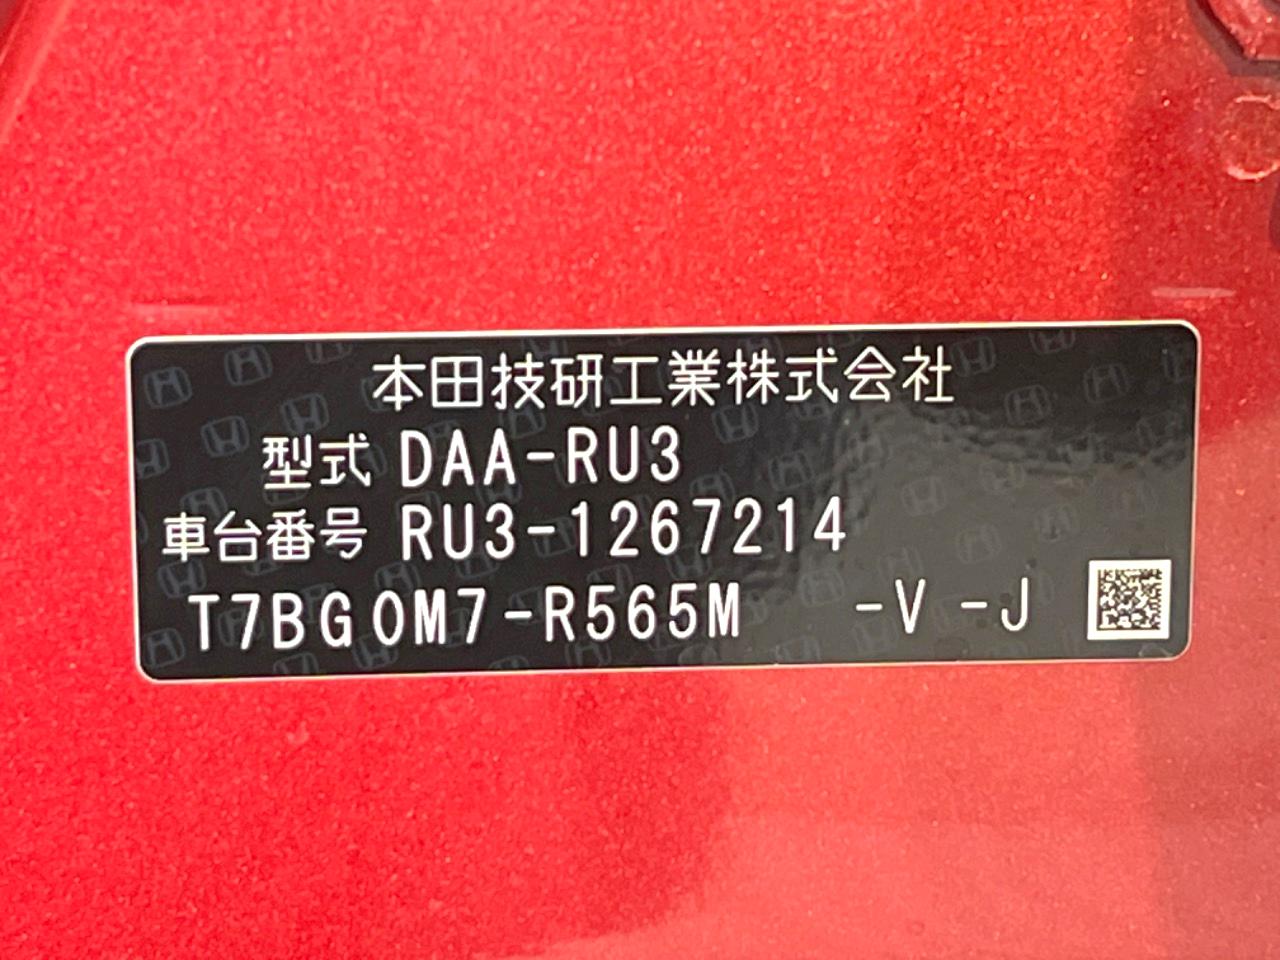 本田技研工業株式会社
型式 DAA-RU3
車台番号 RU3-1267214
T7BG0M7-R565M -V -J